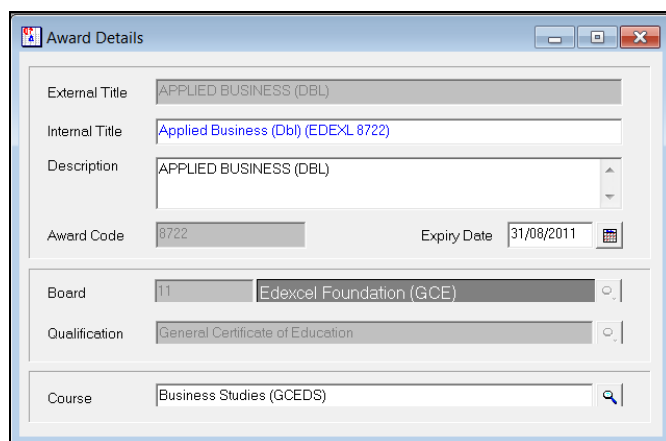 Award Details
External Title APPLIED BUSINESS (DBL)
Internal Title Applied Business (Dbl) (EDEXL 8722)
Description APPLIED BUSINESS (DBL)
Award Code 8722 Expiry Date 31/08/2011
Board 11 Edexcel Foundation (GCE)
Qualification General Certificate of Education
Course Business Studies (GCEDS)